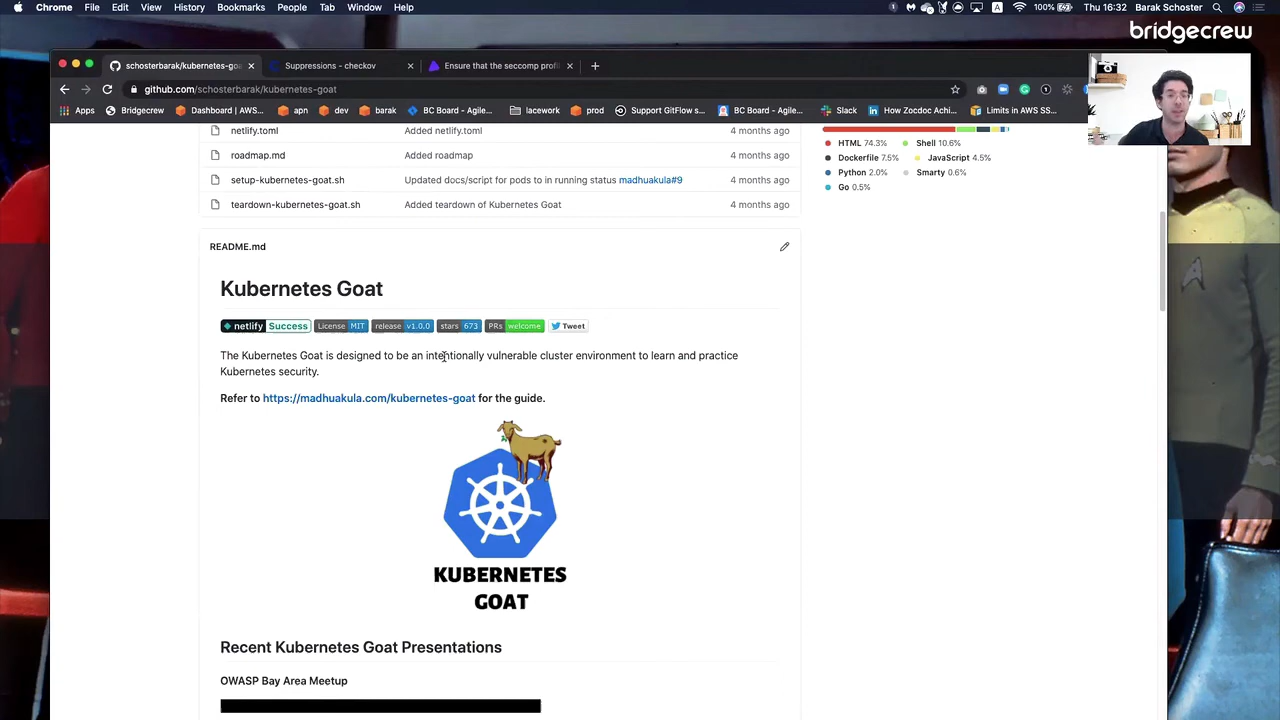 Chrome File Edit View History Bookmarks People Tab Window Help
1 A 100% Thu 16:32 Barak Schoster
bridgecrew
schosterbarak/kubernetes-goa
Suppressions - checkov
Ensure that the seccomp profi
github.com/schosterbarak/kubernetes-goat
Apps Bridgecrew Dashboard | AWS... apn dev barak BC Board - Agile... lacework prod Support GitFlow s... BC Board - Agile... Slack How Zorroc Achi... Limits in AWS SS...
netlify.toml Added netlify.toml 4 months ago
roadmap.md Added roadmap 4 months ago
setup-kubernetes-goat.sh Updated docs/script for pods to in running status madhuakula#9 4 months ago
teardown-kubernetes-goat.sh Added teardown of Kubernetes Goat 4 months ago
HTML 74.3% Shell 10.6%
Dockerfile 7.5% JavaScript 4.5%
Python 2.0% Smarty 0.6%
Go 0.5%
README.md
Kubernetes Goat
netlify Success License MIT release v1.0.0 stars 673 PRs welcome Tweet
The Kubernetes Goat is designed to be an intentionally vulnerable cluster environment to learn and practice
Kubernetes security.
Refer to https://madhuakula.com/kubernetes-goat for the guide.
KUBERNETES
GOAT
Recent Kubernetes Goat Presentations
OWASP Bay Area Meetup